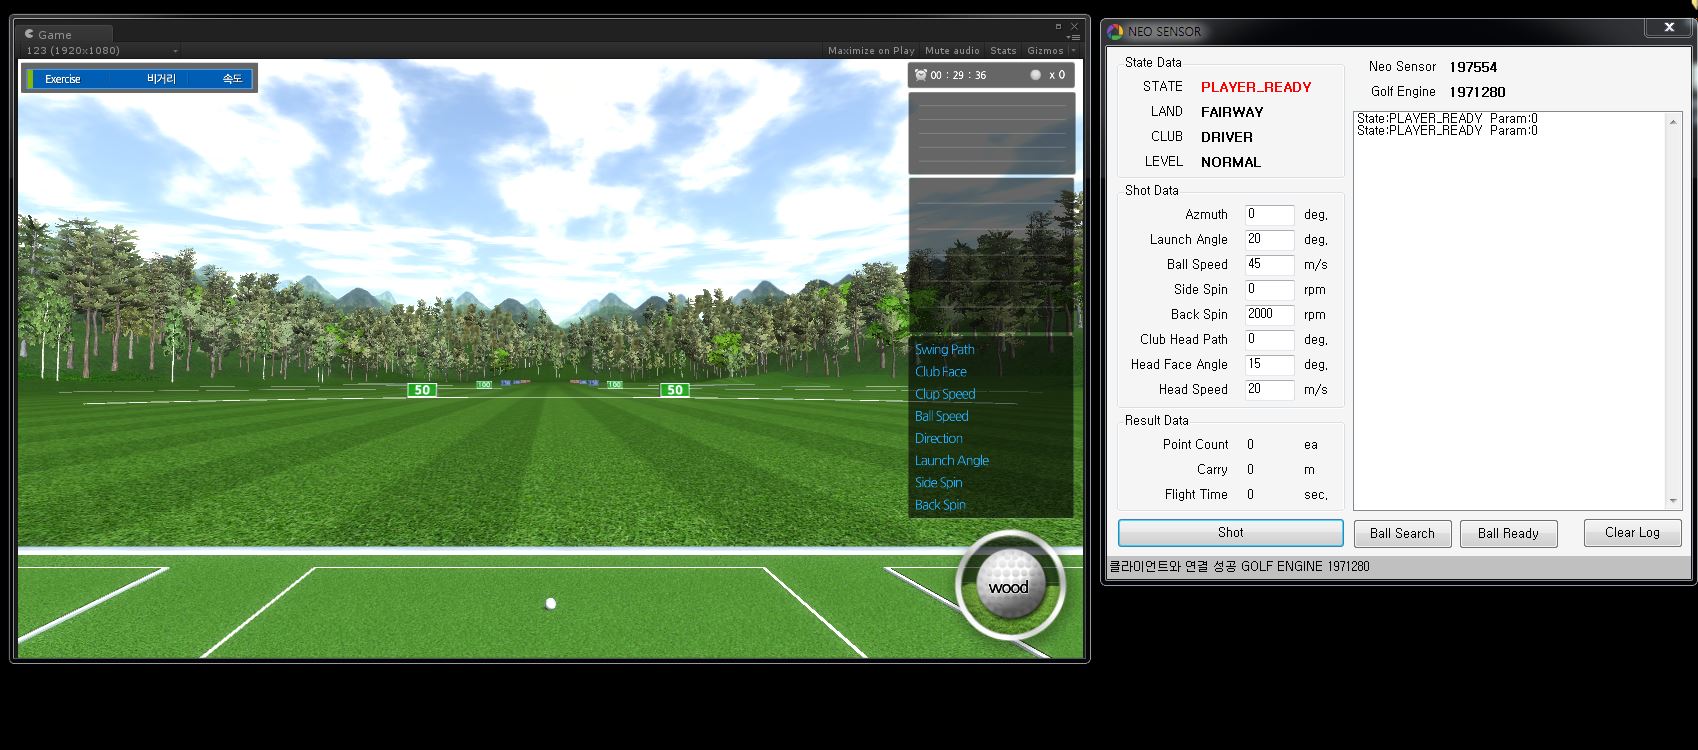 Game
123 (1920x1080)
Maximize on Play Mute audio Stats Gizmos
Exercise 비거리 속도
00 : 29 : 36 x 0
50 100 150 150 100 50
Swing Path
Club Face
Clup Speed
Ball Speed
Direction
Launch Angle
Side Spin
Back Spin
wood
NEO SENSOR
State Data
STATE PLAYER_READY
LAND FAIRWAY
CLUB DRIVER
LEVEL NORMAL
Shot Data
Azmuth 0 deg.
Launch Angle 20 deg.
Ball Speed 45 m/s
Side Spin 0 rpm
Back Spin 2000 rpm
Club Head Path 0 deg.
Head Face Angle 15 deg.
Head Speed 20 m/s
Result Data
Point Count 0 ea
Carry 0 m
Flight Time 0 sec.
Shot
Neo Sensor 197554
Golf Engine 1971280
State:PLAYER_READY Param:0
State:PLAYER_READY Param:0
Ball Search Ball Ready Clear Log
클라이언트와 연결 성공 GOLF ENGINE 1971280